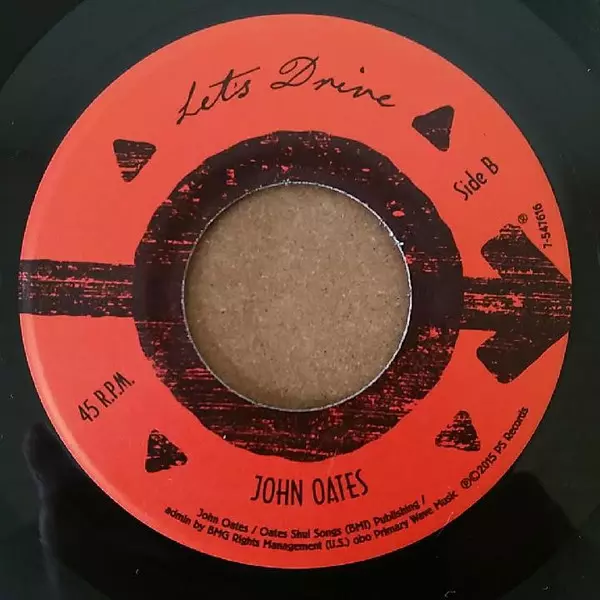 Let's Drive
Side B
℗
7-547616
45 R.P.M.
JOHN OATES
John Oates / Oates Shul Songs (BMI) Publishing /
admin by BMG Rights Management (U.S.) obo Primary Wave Music
℗©2015 PS Records